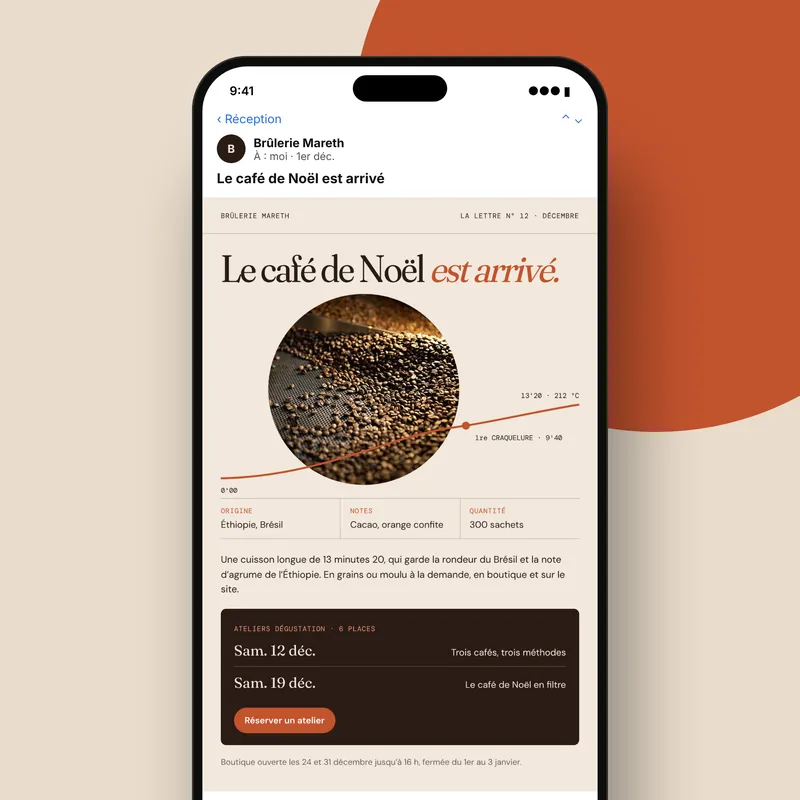 9:41
‹ Réception
B
Brûlerie Mareth
À : moi · 1er déc.
Le café de Noël est arrivé
BRÛLERIE MARETH
LA LETTRE N° 12 · DÉCEMBRE
Le café de Noël est arrivé.
13'20 · 212 °C
1re CRAQUELURE · 9'40
0'00
ORIGINE
Éthiopie, Brésil
NOTES
Cacao, orange confite
QUANTITÉ
300 sachets
Une cuisson longue de 13 minutes 20, qui garde la rondeur du Brésil et la note
d’agrume de l’Éthiopie. En grains ou moulu à la demande, en boutique et sur le
site.
ATELIERS DÉGUSTATION · 6 PLACES
Sam. 12 déc.
Trois cafés, trois méthodes
Sam. 19 déc.
Le café de Noël en filtre
Réserver un atelier
Boutique ouverte les 24 et 31 décembre jusqu’à 16 h, fermée du 1er au 3 janvier.